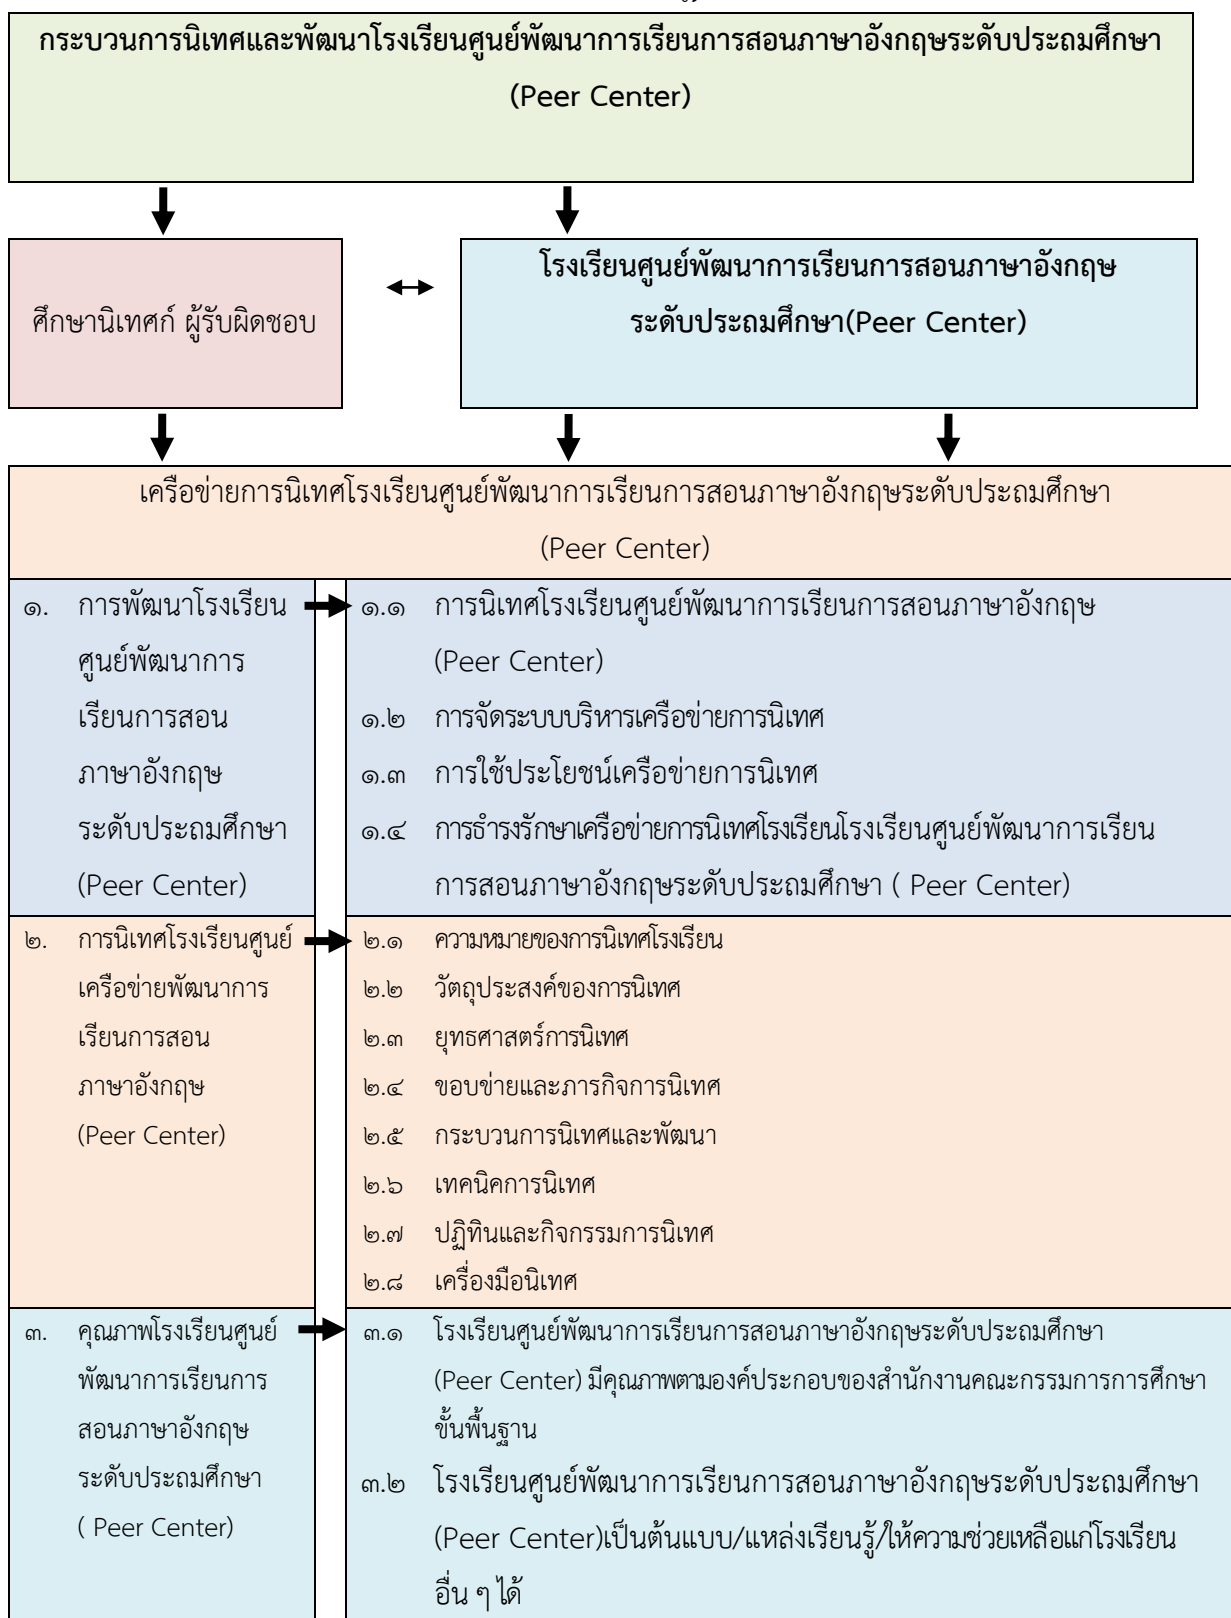 กระบวนการนิเทศและพัฒนาโรงเรียนศูนย์พัฒนาการเรียนการสอนภาษาอังกฤษระดับประถมศึกษา
(Peer Center)
ศึกษานิเทศก์ ผู้รับผิดชอบ
โรงเรียนศูนย์พัฒนาการเรียนการสอนภาษาอังกฤษ
ระดับประถมศึกษา(Peer Center)
เครือข่ายการนิเทศโรงเรียนศูนย์พัฒนาการเรียนการสอนภาษาอังกฤษระดับประถมศึกษา
(Peer Center)
๑. การพัฒนาโรงเรียน
ศูนย์พัฒนาการ
เรียนการสอน
ภาษาอังกฤษ
ระดับประถมศึกษา
(Peer Center)
๑.๑ การนิเทศโรงเรียนศูนย์พัฒนาการเรียนการสอนภาษาอังกฤษ
(Peer Center)
๑.๒ การจัดระบบบริหารเครือข่ายการนิเทศ
๑.๓ การใช้ประโยชน์เครือข่ายการนิเทศ
๑.๔ การธำรงรักษาเครือข่ายการนิเทศโรงเรียนโรงเรียนศูนย์พัฒนาการเรียน
การสอนภาษาอังกฤษระดับประถมศึกษา ( Peer Center)
๒. การนิเทศโรงเรียนศูนย์
เครือข่ายพัฒนาการ
เรียนการสอน
ภาษาอังกฤษ
(Peer Center)
๒.๑ ความหมายของการนิเทศโรงเรียน
๒.๒ วัตถุประสงค์ของการนิเทศ
๒.๓ ยุทธศาสตร์การนิเทศ
๒.๔ ขอบข่ายและภารกิจการนิเทศ
๒.๕ กระบวนการนิเทศและพัฒนา
๒.๖ เทคนิคการนิเทศ
๒.๗ ปฏิทินและกิจกรรมการนิเทศ
๒.๘ เครื่องมือนิเทศ
๓. คุณภาพโรงเรียนศูนย์
พัฒนาการเรียนการ
สอนภาษาอังกฤษ
ระดับประถมศึกษา
( Peer Center)
๓.๑ โรงเรียนศูนย์พัฒนาการเรียนการสอนภาษาอังกฤษระดับประถมศึกษา
(Peer Center) มีคุณภาพตามองค์ประกอบของสำนักงานคณะกรรมการการศึกษา
ขั้นพื้นฐาน
๓.๒ โรงเรียนศูนย์พัฒนาการเรียนการสอนภาษาอังกฤษระดับประถมศึกษา
(Peer Center)เป็นต้นแบบ/แหล่งเรียนรู้/ให้ความช่วยเหลือแก่โรงเรียน
อื่น ๆ ได้